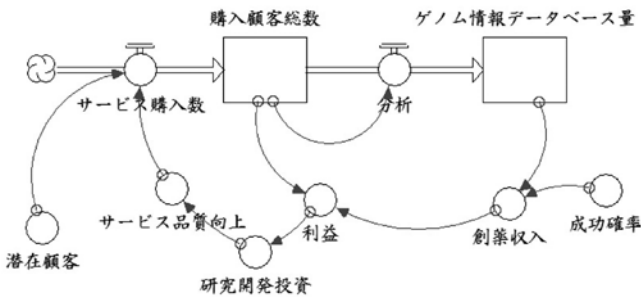 購入顧客総数
ゲノム情報データベース量
サービス購入数
分析
サービス品質向上
利益
創薬収入
成功確率
潜在顧客
研究開発投資